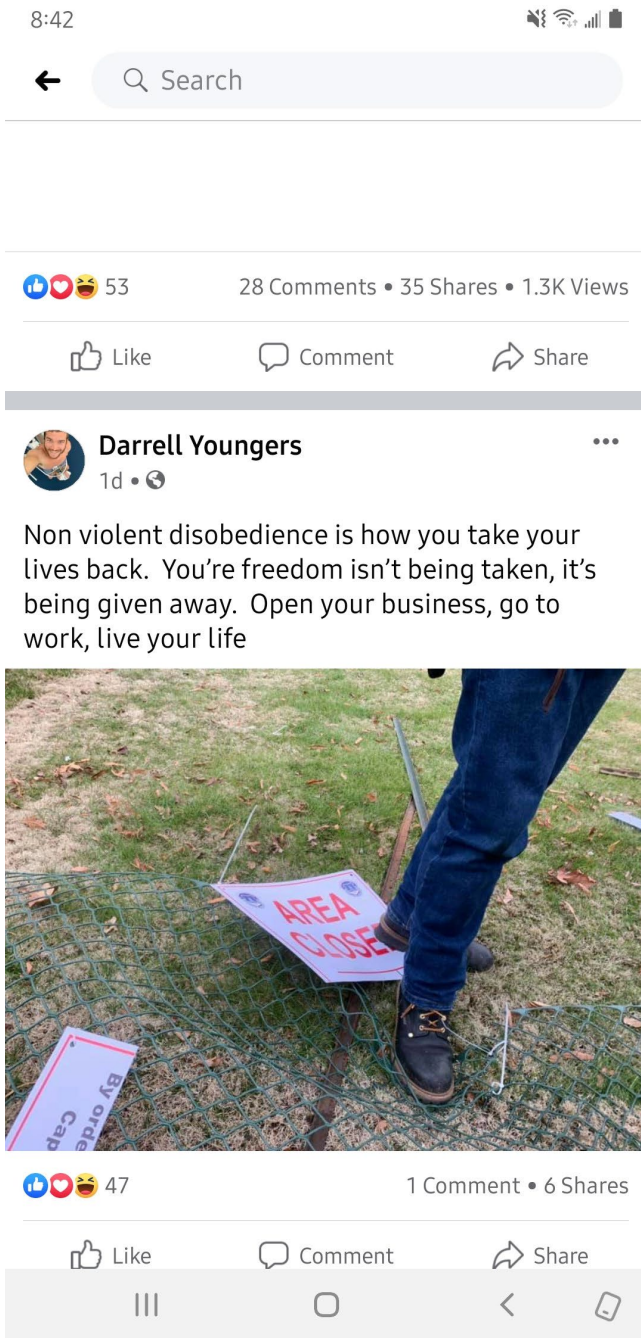 8:42
Search
53
28 Comments • 35 Shares • 1.3K Views
Like
Comment
Share
Darrell Youngers
1d •
Non violent disobedience is how you take your
lives back.  You’re freedom isn’t being taken, it’s
being given away.  Open your business, go to
work, live your life
AREA
CLOSE
By orde
Cap
47
1 Comment • 6 Shares
Like
Comment
Share